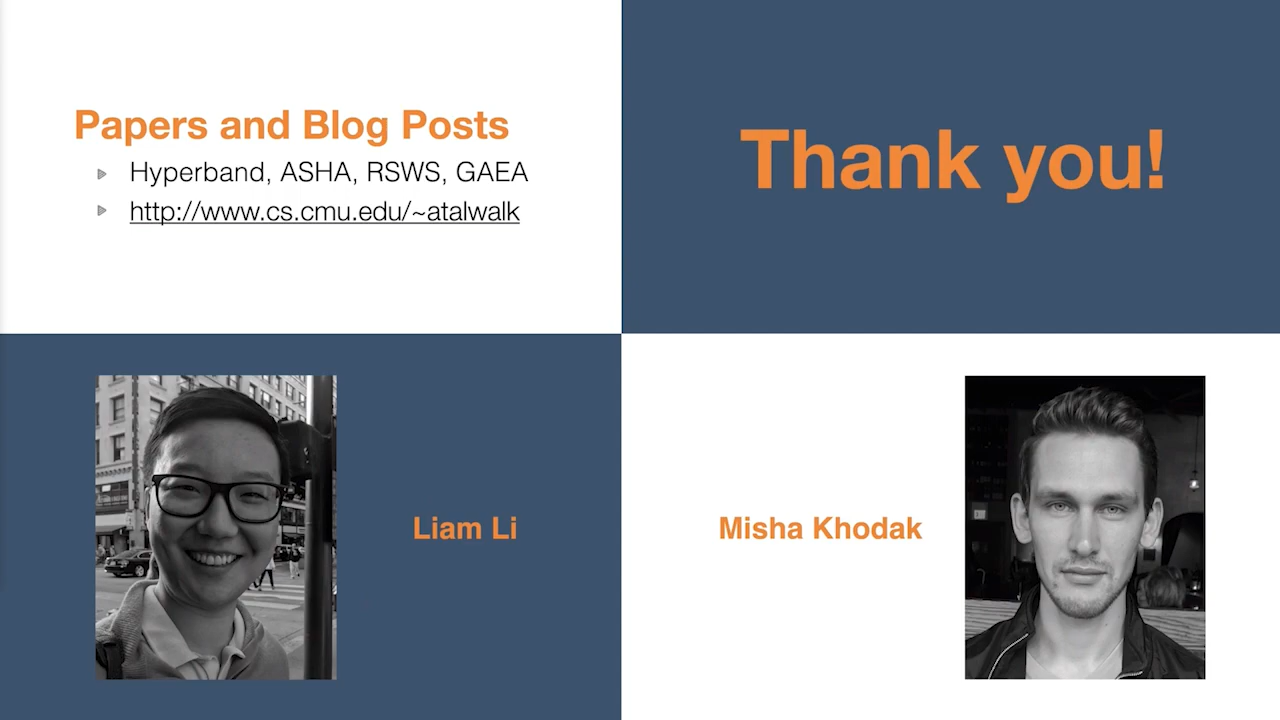 Papers and Blog Posts
Hyperband, ASHA, RSWS, GAEA
http://www.cs.cmu.edu/~atalwalk
Thank you!
Liam Li
Misha Khodak